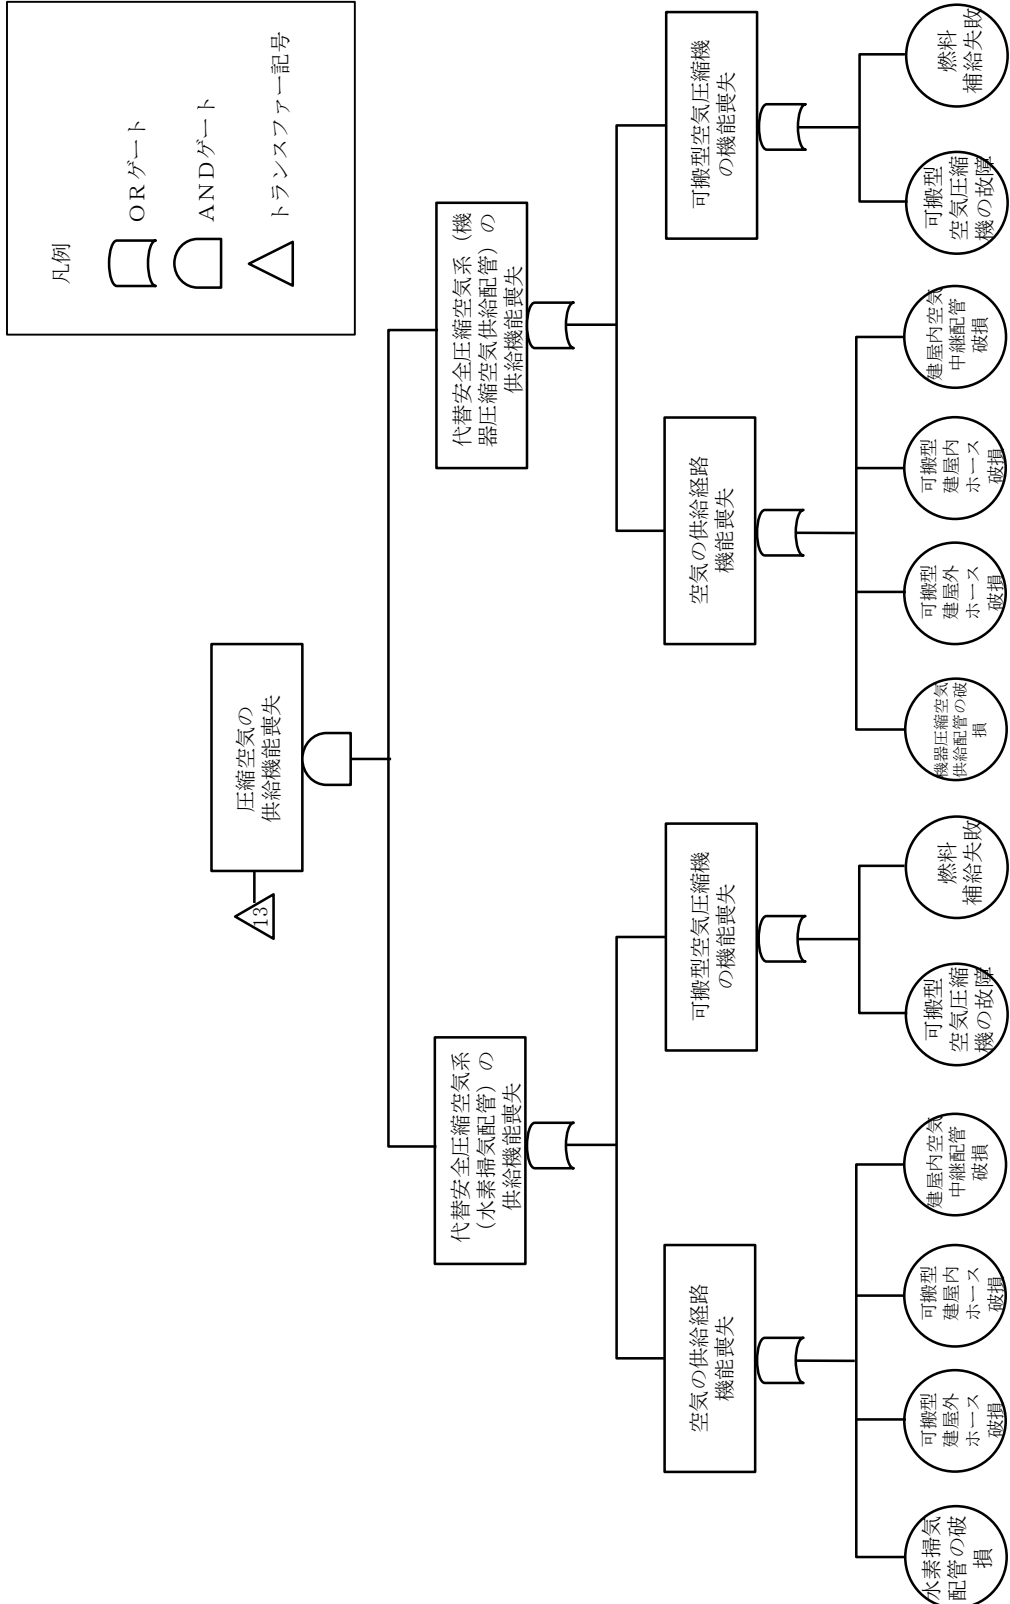 凡例
ORゲート
ANDゲート
トランスファー記号
13
圧縮空気の
供給機能喪失
代替安全圧縮空気系
(水素掃気配管)の
供給機能喪失
代替安全圧縮空気系(機
器圧縮空気供給配管)の
供給機能喪失
空気の供給経路
機能喪失
可搬型空気圧縮機
の機能喪失
空気の供給経路
機能喪失
可搬型空気圧縮機
の機能喪失
水素掃気
配管の破
損
可搬型
建屋外
ホース
破損
可搬型
建屋内
ホース
破損
建屋内空気
中継配管
破損
可搬型
空気圧縮
機の故障
燃料
補給失敗
機器圧縮空気
供給配管の破
損
可搬型
建屋外
ホース
破損
可搬型
建屋内
ホース
破損
建屋内空気
中継配管
破損
可搬型
空気圧縮
機の故障
燃料
補給失敗